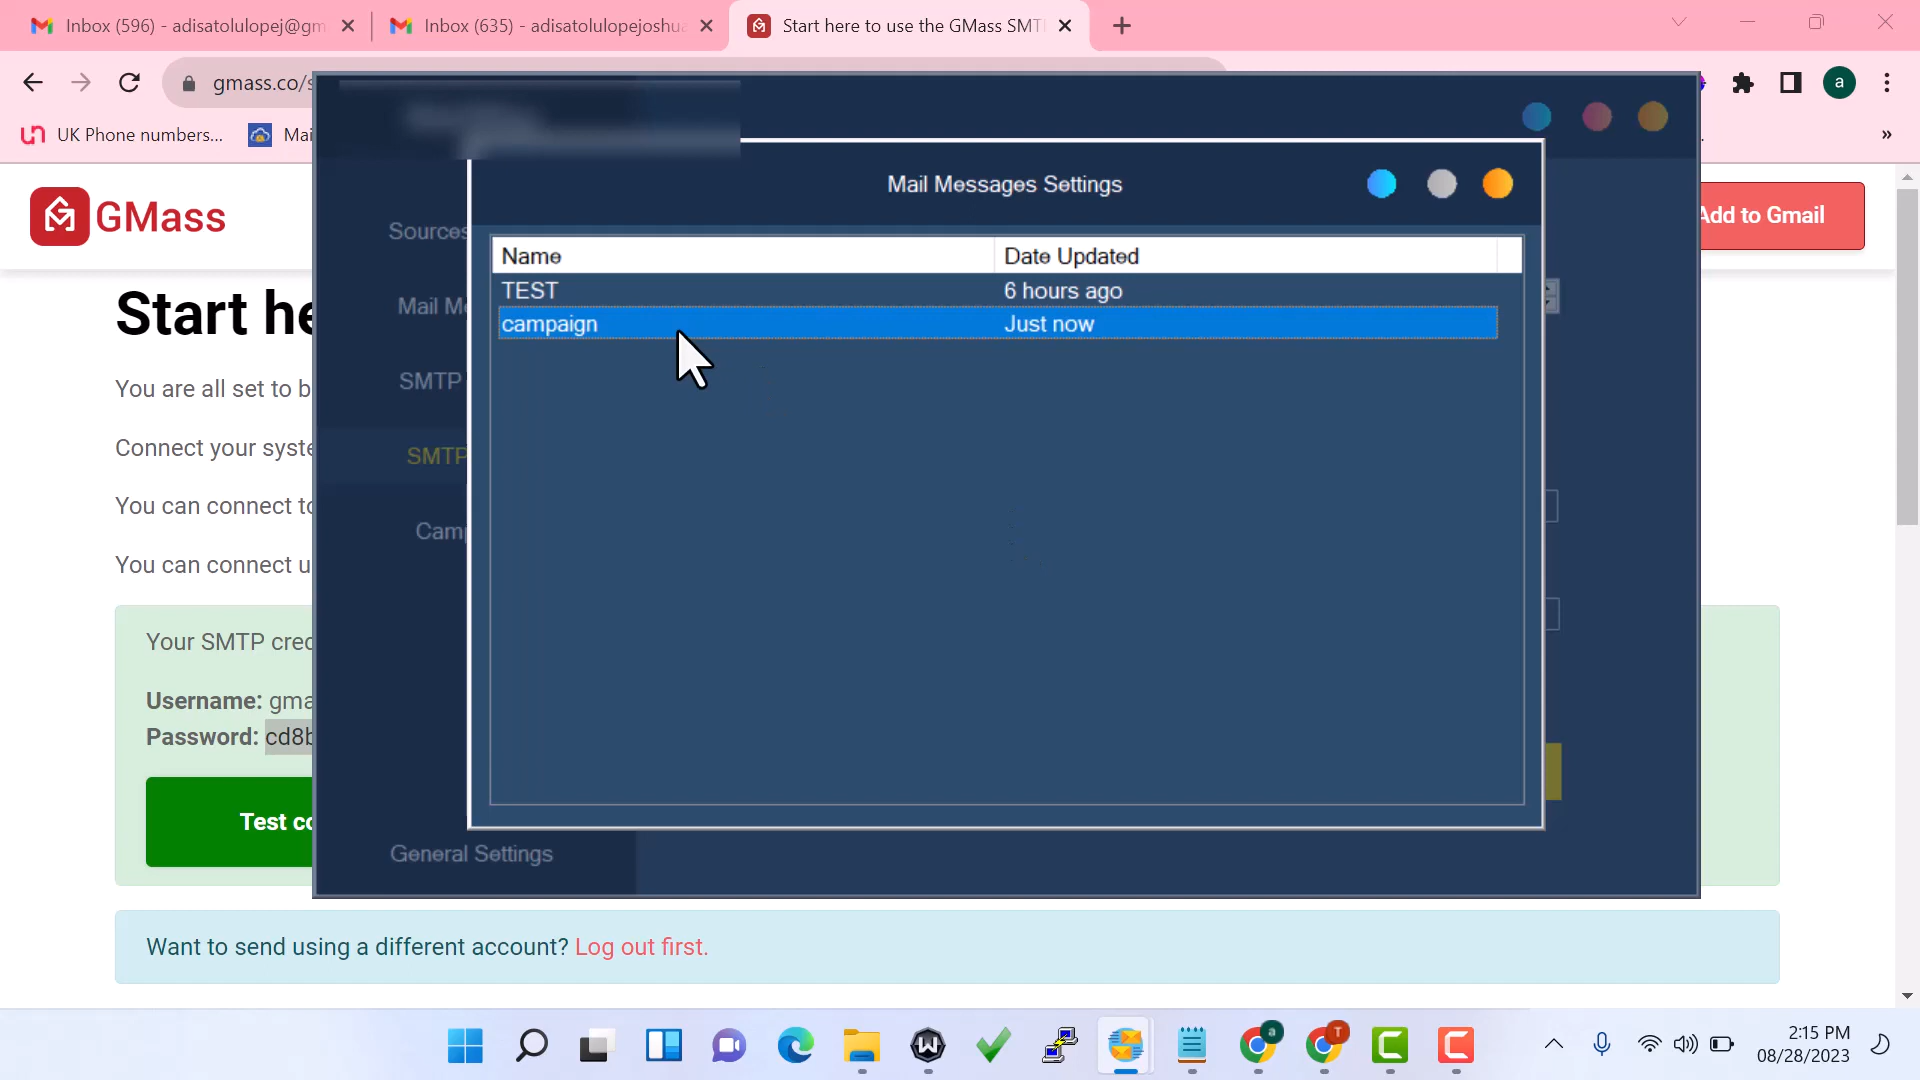 Inbox (596) - adisatolulopej@gm
Inbox (635) - adisatolulopejoshua
Start here to use the GMass SMT
gmass.co/s
a
UK Phone numbers...
Mai
»
GMass
Add to Gmail
Mail Messages Settings
Sources
Mail Me
SMTP
SMTP
Camp
General Settings
Name Date Updated
TEST 6 hours ago
campaign Just now
Start he
You are all set to b
Connect your syste
You can connect to
You can connect u
Your SMTP cred
Username: gma
Password: cd8b
Test co
Want to send using a different account? Log out first.
2:15 PM
08/28/2023